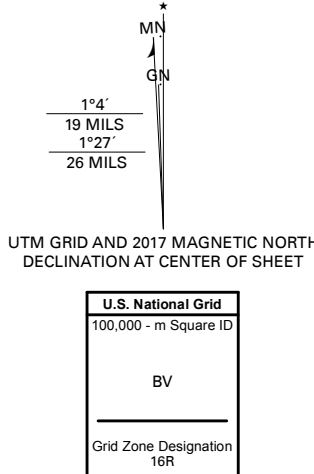 ★
MN
GN
1°4´
19 MILS
1°27´
26 MILS
UTM GRID AND 2017 MAGNETIC NORTH
DECLINATION AT CENTER OF SHEET
U.S. National Grid
100,000 - m Square ID
BV
Grid Zone Designation
16R